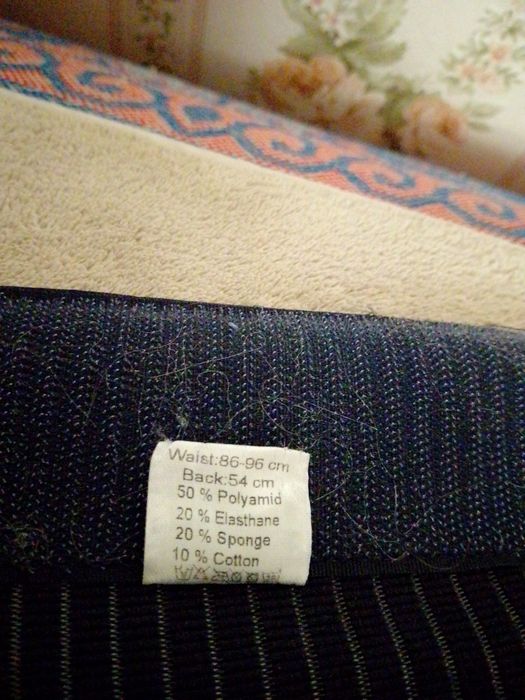 Waist:86-96 cm
Back:54 cm
50 % Polyamid
20 % Elasthane
20 % Sponge
10 % Cotton